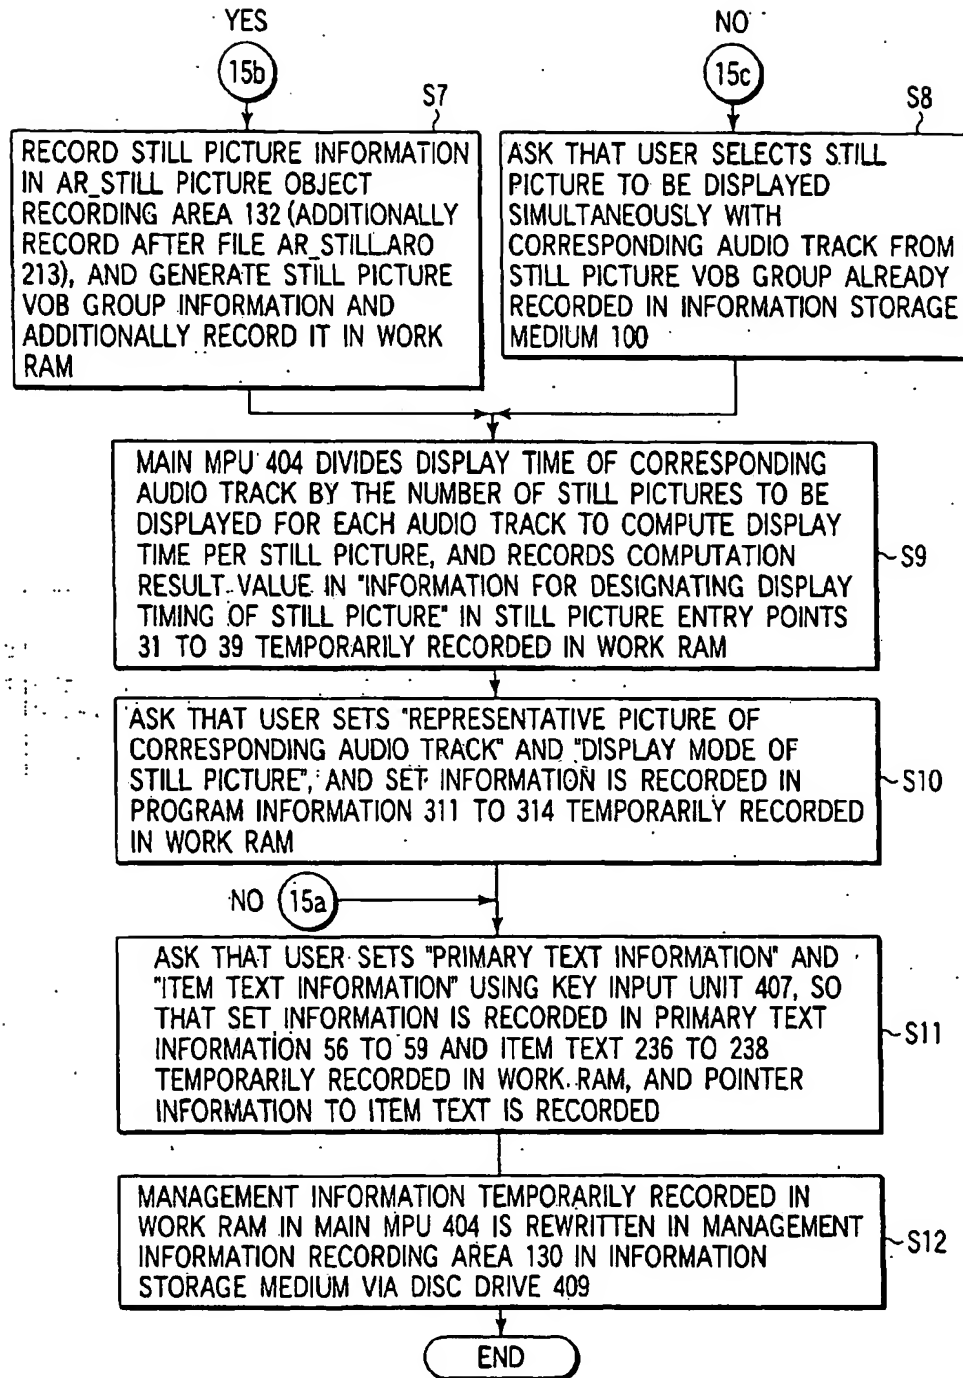 YES
15b
S7
RECORD STILL PICTURE INFORMATION
IN AR_STILL PICTURE OBJECT
RECORDING AREA 132 (ADDITIONALLY
RECORD AFTER FILE AR_STILL.ARO
213), AND GENERATE STILL PICTURE
VOB GROUP INFORMATION AND
ADDITIONALLY RECORD IT IN WORK
RAM
NO
15c
S8
ASK THAT USER SELECTS STILL
PICTURE TO BE DISPLAYED
SIMULTANEOUSLY WITH
CORRESPONDING AUDIO TRACK FROM
STILL PICTURE VOB GROUP ALREADY
RECORDED IN INFORMATION STORAGE
MEDIUM 100
MAIN MPU 404 DIVIDES DISPLAY TIME OF CORRESPONDING
AUDIO TRACK BY THE NUMBER OF STILL PICTURES TO BE
DISPLAYED FOR EACH AUDIO TRACK TO COMPUTE DISPLAY
TIME PER STILL PICTURE, AND RECORDS COMPUTATION
RESULT VALUE IN "INFORMATION FOR DESIGNATING DISPLAY
TIMING OF STILL PICTURE" IN STILL PICTURE ENTRY POINTS
31 TO 39 TEMPORARILY RECORDED IN WORK RAM
S9
ASK THAT USER SETS "REPRESENTATIVE PICTURE OF
CORRESPONDING AUDIO TRACK" AND "DISPLAY MODE OF
STILL PICTURE", AND SET INFORMATION IS RECORDED IN
PROGRAM INFORMATION 311 TO 314 TEMPORARILY RECORDED
IN WORK RAM
S10
NO 15a
ASK THAT USER SETS "PRIMARY TEXT INFORMATION" AND
"ITEM TEXT INFORMATION" USING KEY INPUT UNIT 407, SO
THAT SET INFORMATION IS RECORDED IN PRIMARY TEXT
INFORMATION 56 TO 59 AND ITEM TEXT 236 TO 238
TEMPORARILY RECORDED IN WORK RAM, AND POINTER
INFORMATION TO ITEM TEXT IS RECORDED
S11
MANAGEMENT INFORMATION TEMPORARILY RECORDED IN
WORK RAM IN MAIN MPU 404 IS REWRITTEN IN MANAGEMENT
INFORMATION RECORDING AREA 130 IN INFORMATION
STORAGE MEDIUM VIA DISC DRIVE 409
S12
END